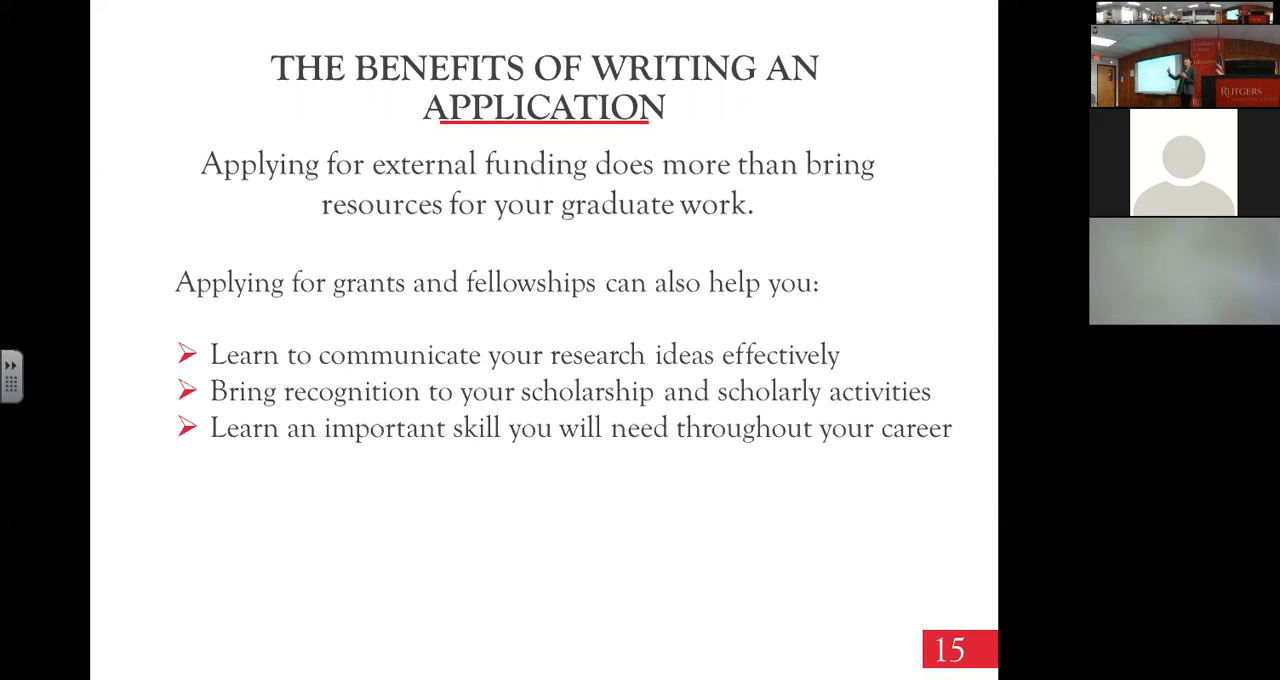 THE BENEFITS OF WRITING AN
APPLICATION
Applying for external funding does more than bring
resources for your graduate work.
Applying for grants and fellowships can also help you:
Learn to communicate your research ideas effectively
Bring recognition to your scholarship and scholarly activities
Learn an important skill you will need throughout your career
15
RUTGERS